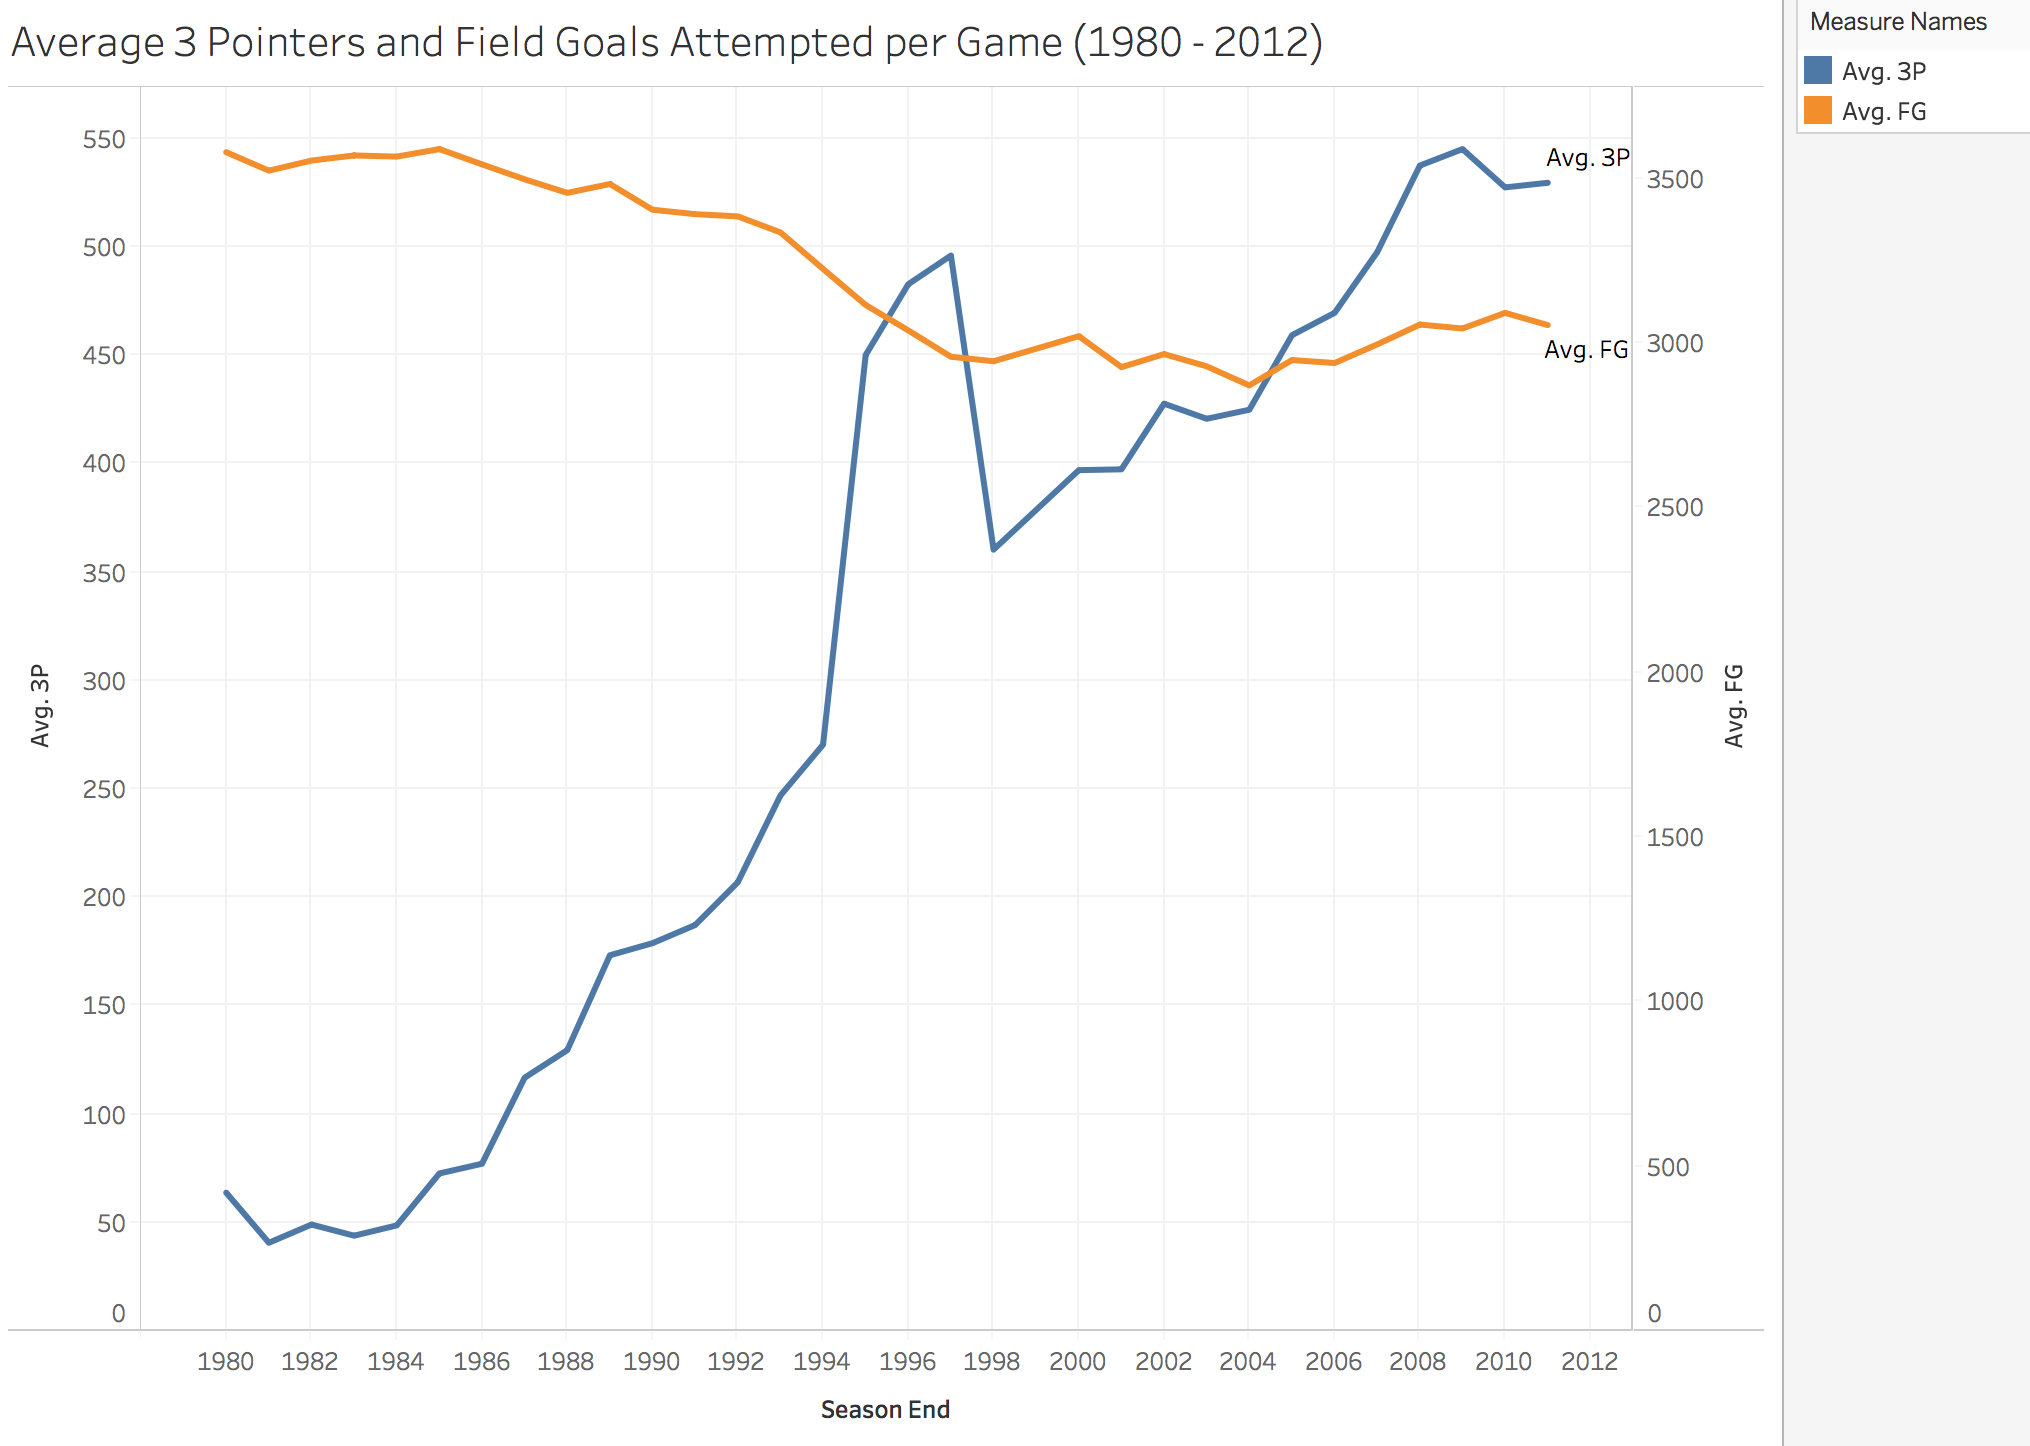 Average 3 Pointers and Field Goals Attempted per Game (1980 - 2012)
Measure Names
Avg. 3P
Avg. FG
550
500
450
400
350
300
250
200
150
100
50
0
Avg. 3P
Avg. 3P
Avg. FG
3500
3000
2500
2000
1500
1000
500
0
Avg. FG
1980 1982 1984 1986 1988 1990 1992 1994 1996 1998 2000 2002 2004 2006 2008 2010 2012
Season End